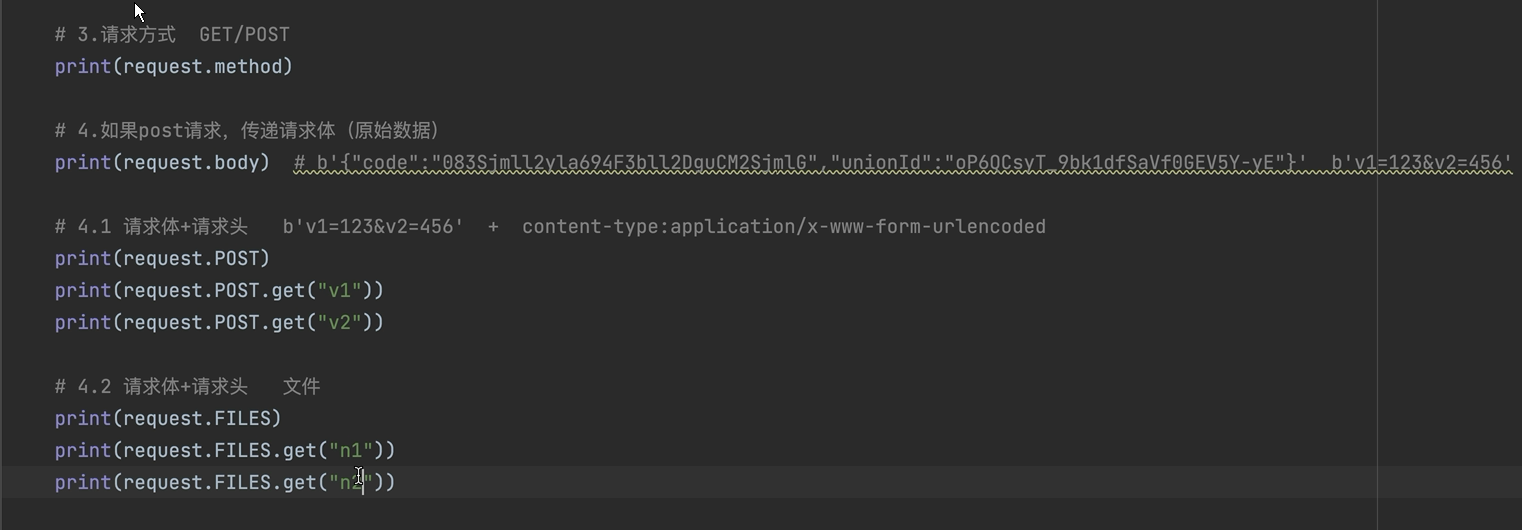 # 3.请求方式  GET/POST
print(request.method)
# 4.如果post请求，传递请求体（原始数据）
print(request.body)  # b'{"code":"083Sjmll2yla694F3bll2DguCM2SjmlG","unionId":"oP6QCsyT_9bk1dfSaVf0GEV5Y-yE"}'  b'v1=123&v2=456'
# 4.1 请求体+请求头   b'v1=123&v2=456'  +  content-type:application/x-www-form-urlencoded
print(request.POST)
print(request.POST.get("v1"))
print(request.POST.get("v2"))
# 4.2 请求体+请求头   文件
print(request.FILES)
print(request.FILES.get("n1"))
print(request.FILES.get("n2"))